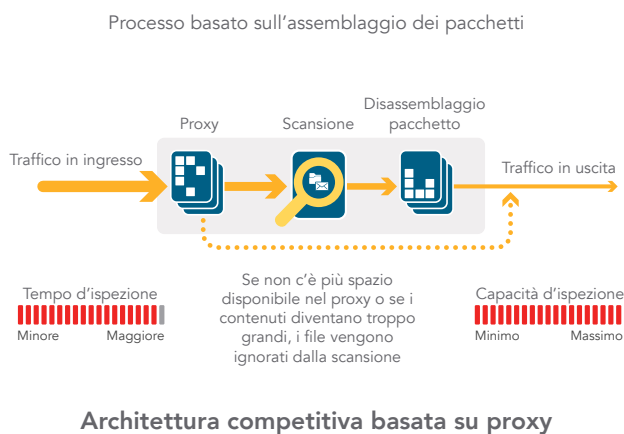 Processo basato sull'assemblaggio dei pacchetti
Proxy
Scansione
Disassemblaggio
pacchetto
Traffico in ingresso
Traffico in uscita
Tempo d'ispezione
Minore
Maggiore
Se non c'è più spazio
disponibile nel proxy o se i
contenuti diventano troppo
grandi, i file vengono
ignorati dalla scansione
Capacità d'ispezione
Minimo
Massimo
Architettura competitiva basata su proxy